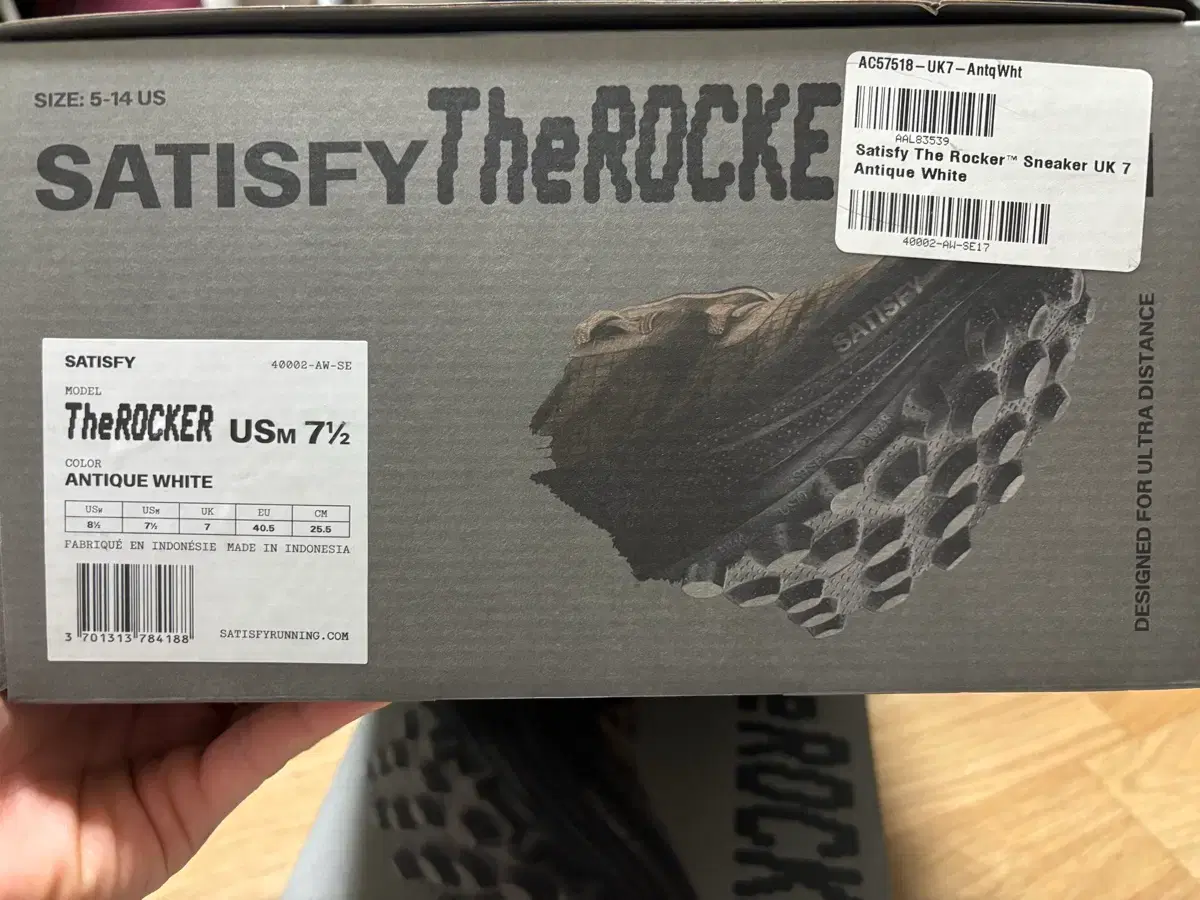 SIZE: 5-14 US
SATISFY TheROCKE
AC57518-UK7-AntqWht
AAL83539
Satisfy The Rocker™ Sneaker UK 7
Antique White
40002-AW-SE17
SATISFY
DESIGNED FOR ULTRA DISTANCE
SATISFY 40002-AW-SE
MODEL
TheROCKER USM 7½
COLOR
ANTIQUE WHITE
USW USM UK EU CM
8½ 7½ 7 40.5 25.5
FABRIQUÉ EN INDONÉSIE MADE IN INDONESIA
3 701313 784188
SATISFYRUNNING.COM
ROCK